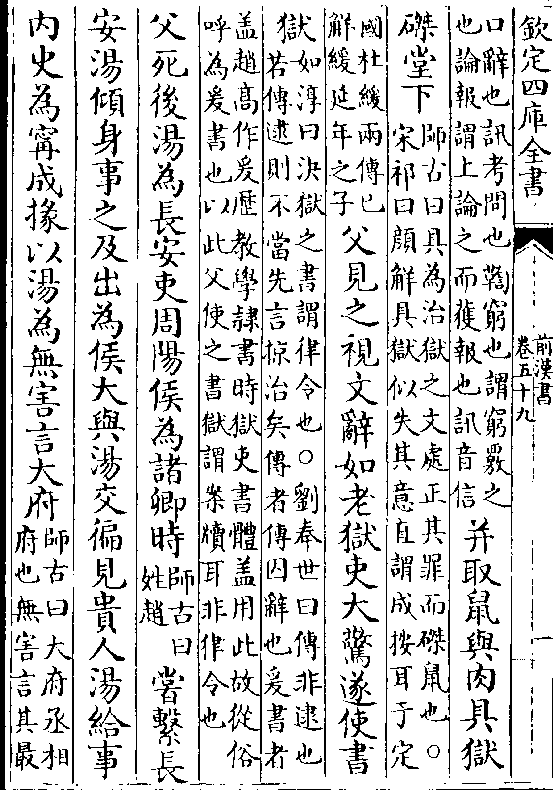 欽定四庫全書
前漢書
卷五十九
口辭也訊考問也鞫窮也謂窮覈之
也論報謂上論之而獲報也訊音信
并取鼠與肉具獄
磔堂下
師古曰具為治獄之文處正其罪而磔鼠也○
宋祁曰顔解具獄似失其意直謂成按耳于定
國杜緩兩傳已
解緩延年之子
父見之視文辭如老獄吏大驚遂使書
獄
如淳曰決獄之書謂律令也○劉奉世曰傳非逮也
若傳逮則不當先言掠治矣傳者傳囚辭也爰書者
盖趙髙作爰歴教學隸書時獄吏書體盖用此故從俗
呼為爰書也以此父使之書獄謂案牘耳非律令也
父死後湯為長安吏周陽侯為諸卿時
師古曰
姓趙
嘗繫長
安湯傾身事之及出為侯大與湯交徧見貴人湯給事
内史為甯成掾以湯為無害言大府
師古曰大府丞相
府也無害言其最